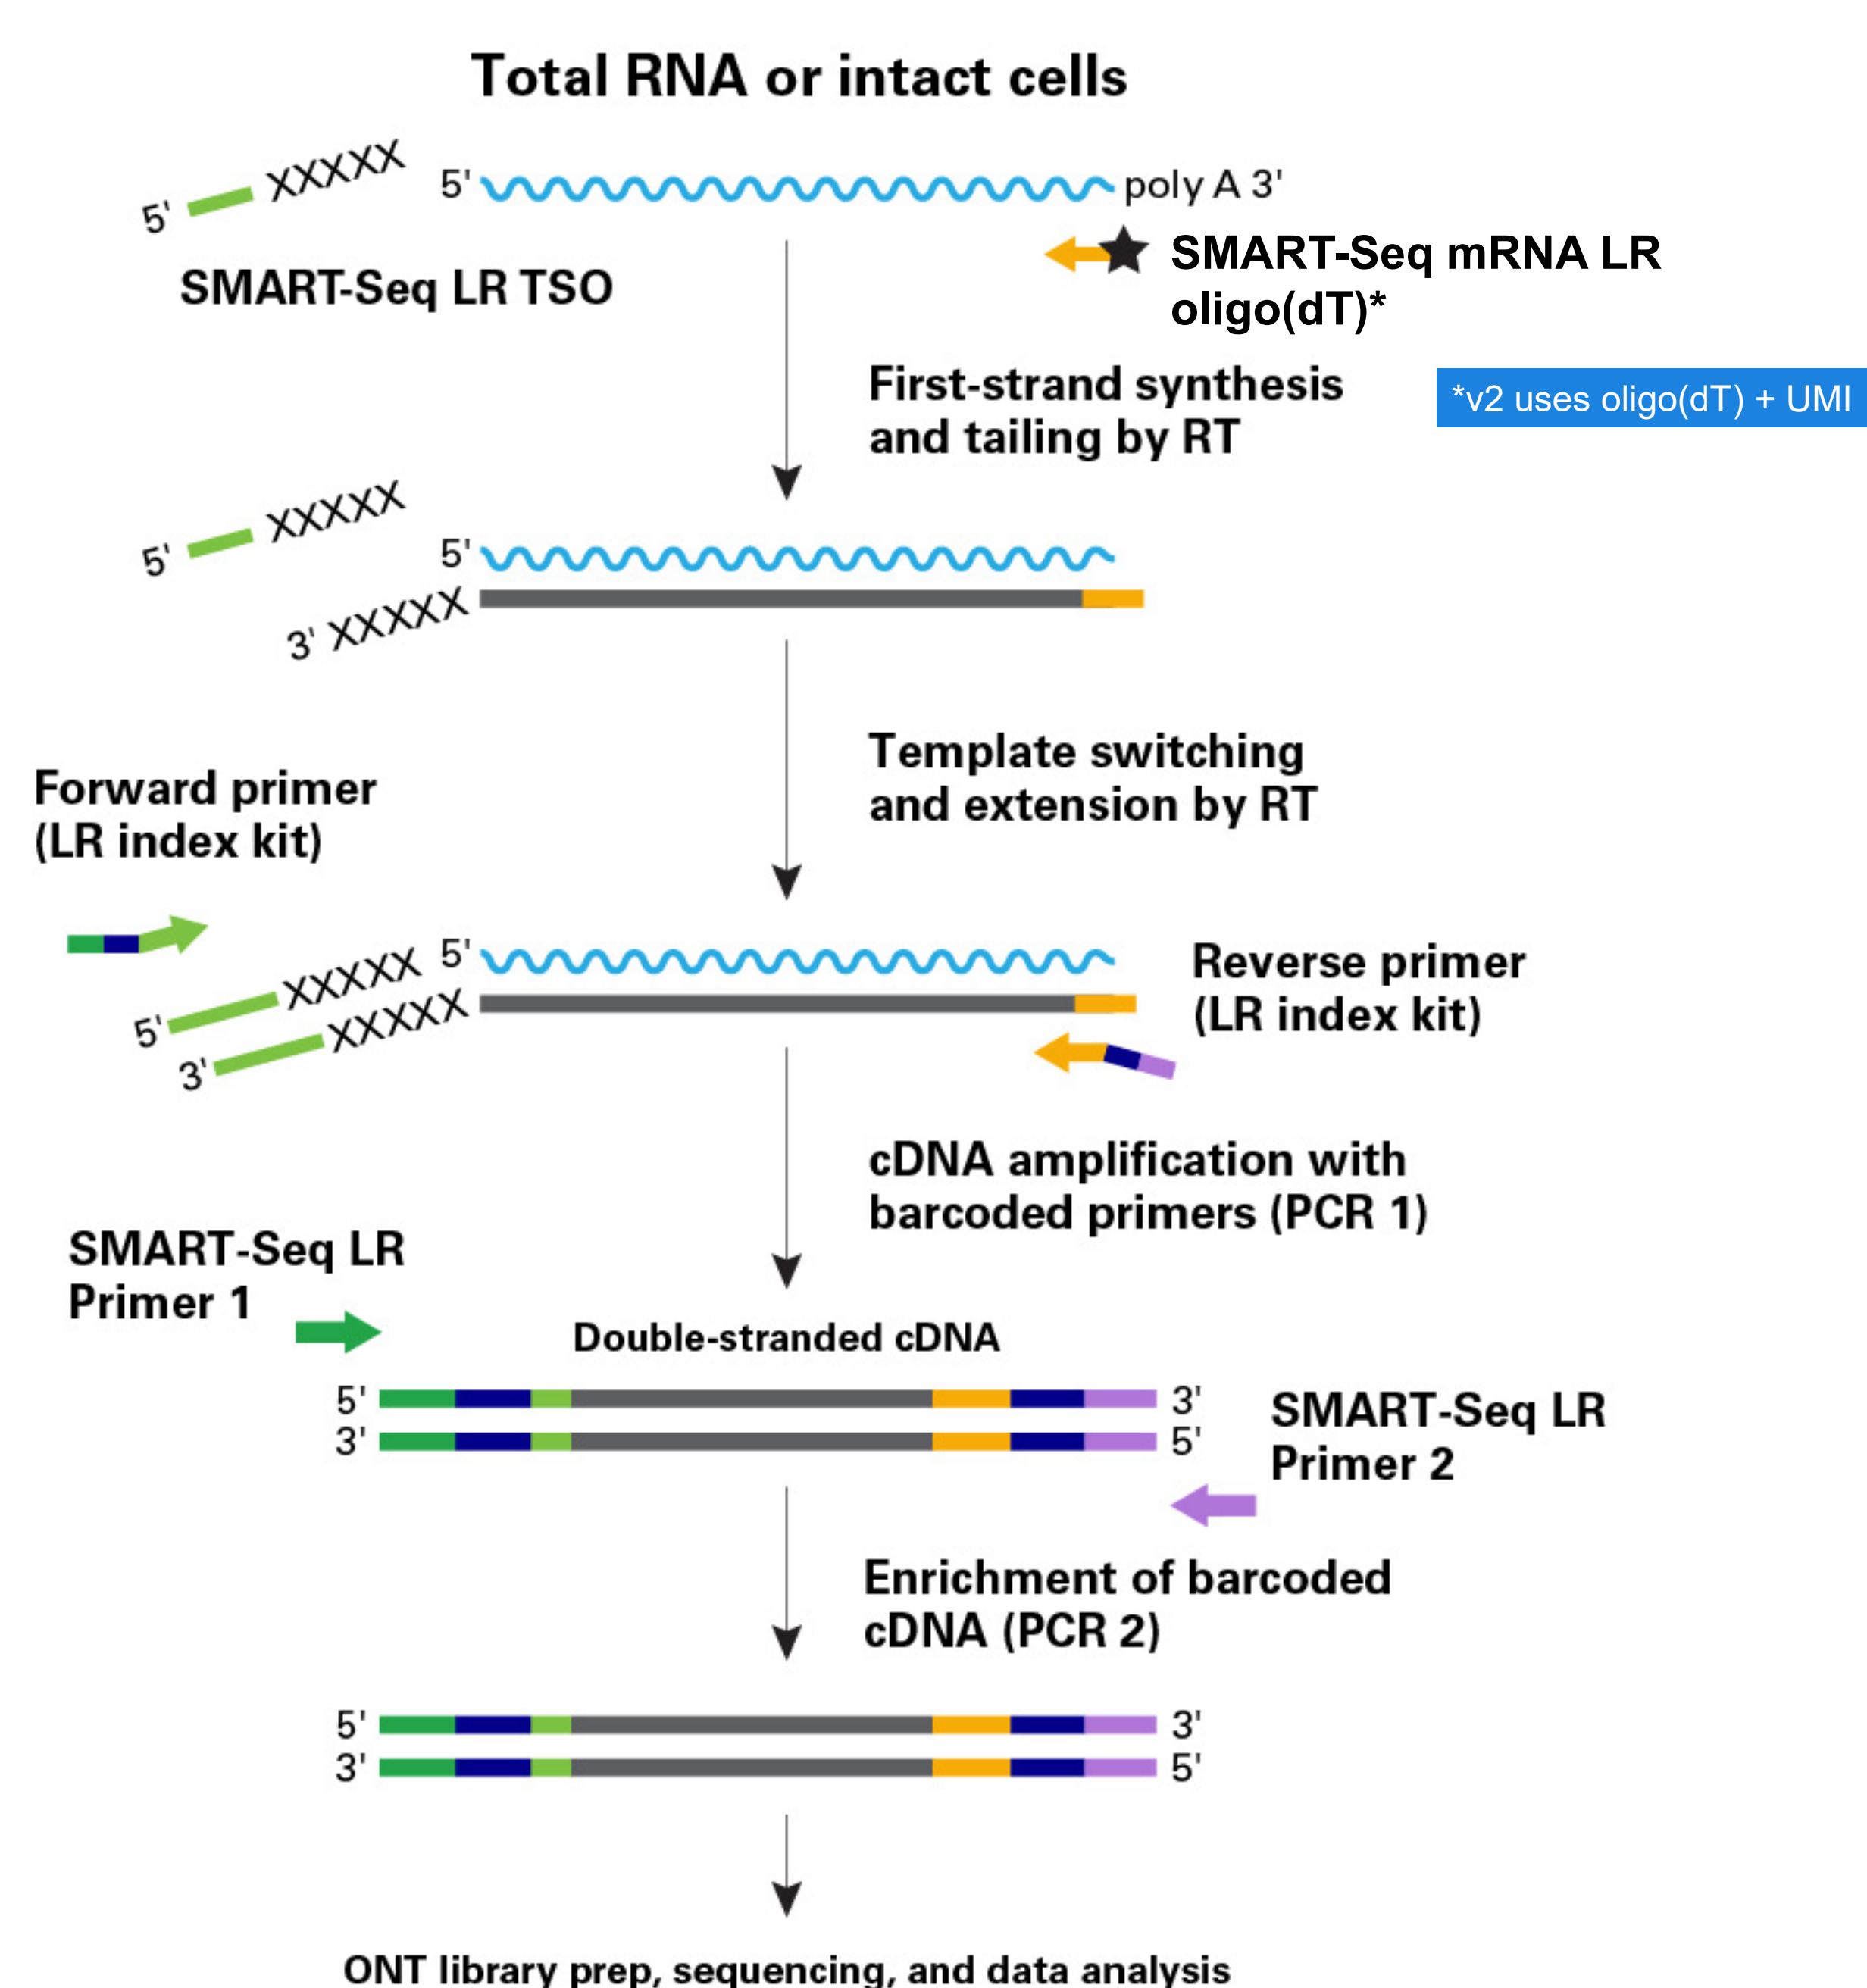 Total RNA or intact cells
5' XXXXX
5' poly A 3'
SMART-Seq LR TSO
SMART-Seq mRNA LR
oligo(dT)*
First-strand synthesis
and tailing by RT
*v2 uses oligo(dT) + UMI
5' XXXXX
5'
3' XXXXX
Template switching
and extension by RT
Forward primer
(LR index kit)
5' XXXXX
5'
3' XXXXX
Reverse primer
(LR index kit)
cDNA amplification with
barcoded primers (PCR 1)
SMART-Seq LR
Primer 1
Double-stranded cDNA
5' 3'
3' 5'
SMART-Seq LR
Primer 2
Enrichment of barcoded
cDNA (PCR 2)
5' 3'
3' 5'
ONT library prep, sequencing, and data analysis